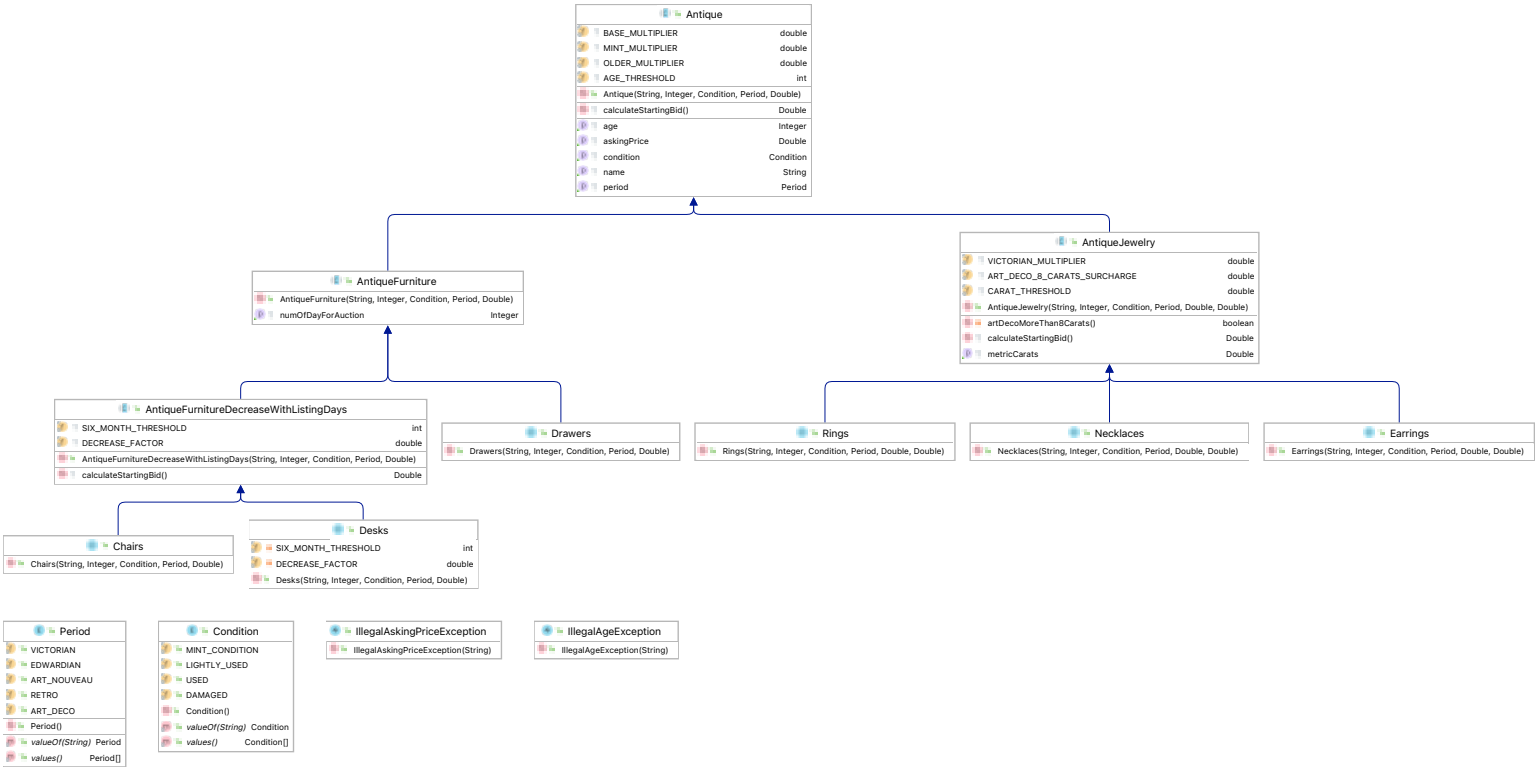 Antique
BASE_MULTIPLIER double
MINT_MULTIPLIER double
OLDER_MULTIPLIER double
AGE_THRESHOLD int
Antique(String, Integer, Condition, Period, Double)
calculateStartingBid() Double
age Integer
askingPrice Double
condition Condition
name String
period Period
AntiqueFurniture
AntiqueFurniture(String, Integer, Condition, Period, Double)
numOfDayForAuction Integer
AntiqueJewelry
VICTORIAN_MULTIPLIER double
ART_DECO_8_CARATS_SURCHARGE double
CARAT_THRESHOLD double
AntiqueJewelry(String, Integer, Condition, Period, Double, Double)
artDecoMoreThan8Carats() boolean
calculateStartingBid() Double
metricCarats Double
AntiqueFurnitureDecreaseWithListingDays
SIX_MONTH_THRESHOLD int
DECREASE_FACTOR double
AntiqueFurnitureDecreaseWithListingDays(String, Integer, Condition, Period, Double)
calculateStartingBid() Double
Drawers
Drawers(String, Integer, Condition, Period, Double)
Rings
Rings(String, Integer, Condition, Period, Double, Double)
Necklaces
Necklaces(String, Integer, Condition, Period, Double, Double)
Earrings
Earrings(String, Integer, Condition, Period, Double, Double)
Chairs
Chairs(String, Integer, Condition, Period, Double)
Desks
SIX_MONTH_THRESHOLD int
DECREASE_FACTOR double
Desks(String, Integer, Condition, Period, Double)
Period
VICTORIAN
EDWARDIAN
ART_NOUVEAU
RETRO
ART_DECO
Period()
valueOf(String) Period
values() Period[]
Condition
MINT_CONDITION
LIGHTLY_USED
USED
DAMAGED
Condition()
valueOf(String) Condition
values() Condition[]
IllegalAskingPriceException
IllegalAskingPriceException(String)
IllegalAgeException
IllegalAgeException(String)